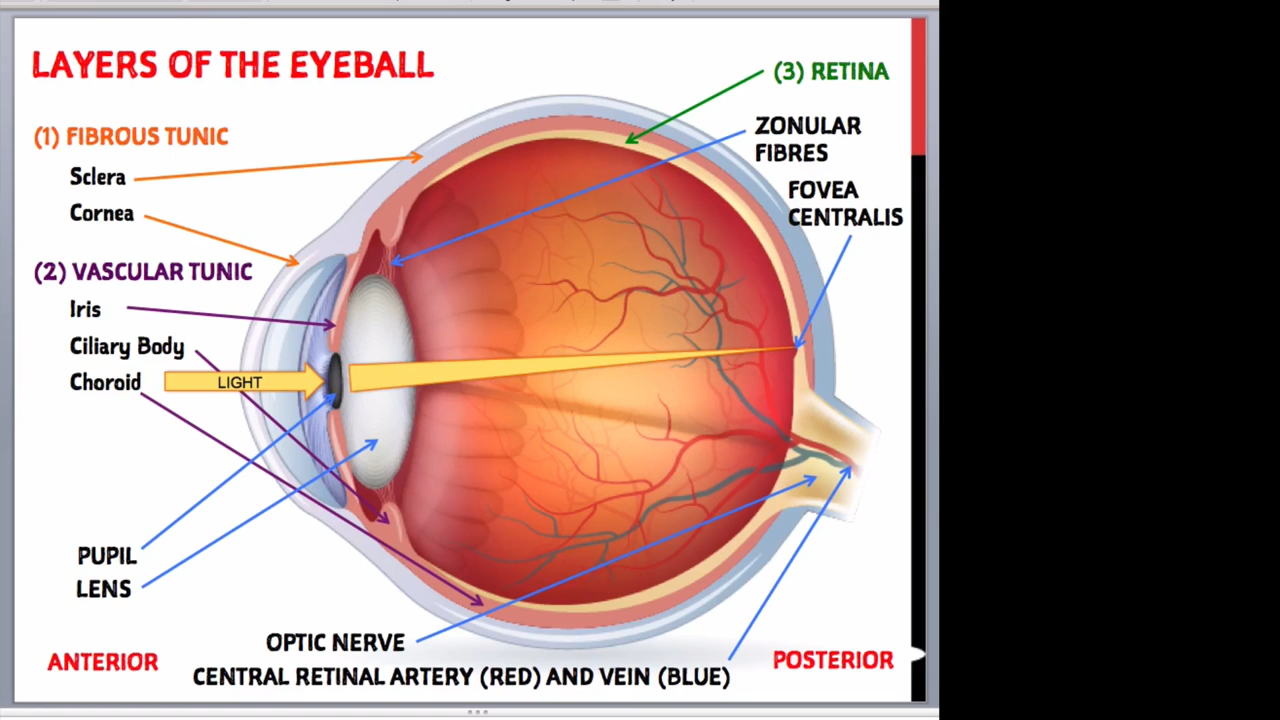 LAYERS OF THE EYEBALL
(1) FIBROUS TUNIC
Sclera
Cornea
(2) VASCULAR TUNIC
Iris
Ciliary Body
Choroid
LIGHT
PUPIL
LENS
ANTERIOR
(3) RETINA
ZONULAR
FIBRES
FOVEA
CENTRALIS
OPTIC NERVE
CENTRAL RETINAL ARTERY (RED) AND VEIN (BLUE)
POSTERIOR